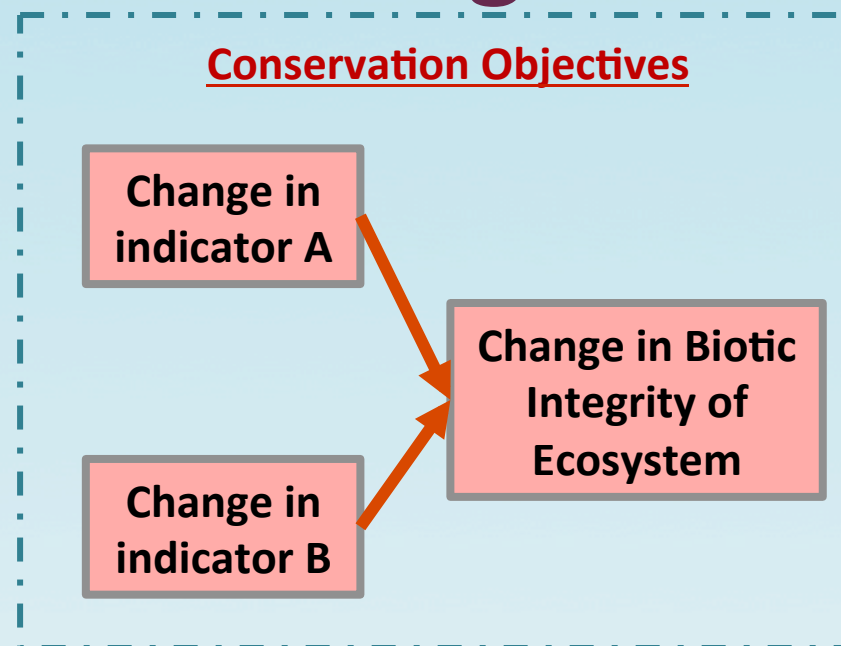 Conservation Objectives
Change in
indicator A
Change in Biotic
Integrity of
Ecosystem
Change in
indicator B